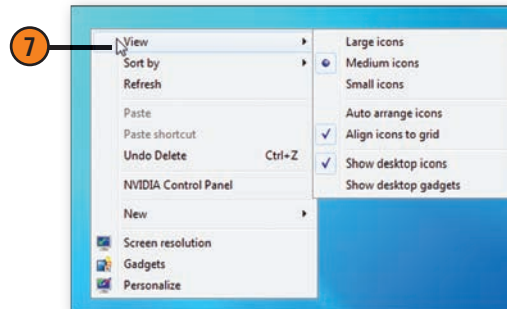 7
View
Sort by
Refresh
Paste
Paste shortcut
Undo Delete Ctrl+Z
NVIDIA Control Panel
New
Screen resolution
Gadgets
Personalize
Large icons
Medium icons
Small icons
Auto arrange icons
Align icons to grid
Show desktop icons
Show desktop gadgets